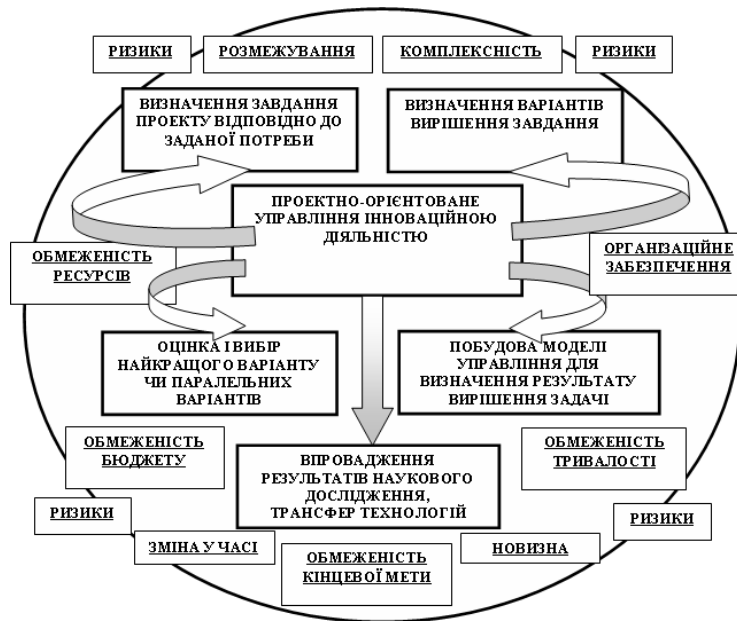 РИЗИКИ
РОЗМЕЖУВАННЯ
КОМПЛЕКСНІСТЬ
РИЗИКИ
ВИЗНАЧЕННЯ ЗАВДАННЯ
ПРОЕКТУ ВІДПОВІДНО ДО
ЗАДАНОЇ ПОТРЕБИ
ВИЗНАЧЕННЯ ВАРІАНТІВ
ВИРІШЕННЯ ЗАВДАННЯ
ПРОЕКТНО-ОРІЄНТОВАНЕ
УПРАВЛІННЯ ІННОВАЦІЙНОЮ
ДІЯЛЬНІСТЮ
ОБМЕЖЕНІСТЬ
РЕСУРСІВ
ОРГАНІЗАЦІЙНЕ
ЗАБЕЗПЕЧЕННЯ
ОЦІНКА І ВИБІР
НАЙКРАЩОГО ВАРІАНТУ
ЧИ ПАРАЛЕЛЬНИХ
ВАРІАНТІВ
ПОБУДОВА МОДЕЛІ
УПРАВЛІННЯ ДЛЯ
ВИЗНАЧЕННЯ РЕЗУЛЬТАТУ
ВИРІШЕННЯ ЗАДАЧІ
ОБМЕЖЕНІСТЬ
БЮДЖЕТУ
ВПРОВАДЖЕННЯ
РЕЗУЛЬТАТІВ НАУКОВОГО
ДОСЛІДЖЕННЯ,
ТРАНСФЕР ТЕХНОЛОГІЙ
ОБМЕЖЕНІСТЬ
ТРИВАЛОСТІ
РИЗИКИ
РИЗИКИ
ЗМІНА У ЧАСІ
ОБМЕЖЕНІСТЬ
КІНЦЕВОЇ МЕТИ
НОВИЗНА